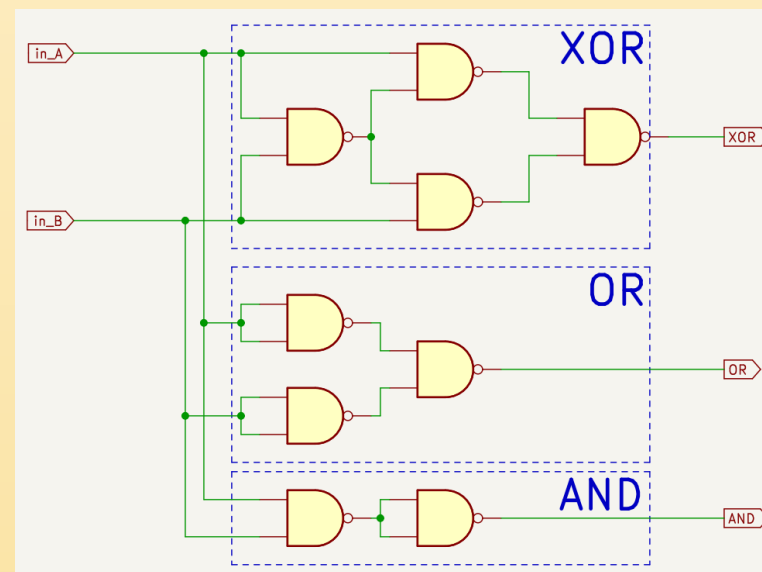 in_A
XOR
XOR
in_B
OR
OR
AND
AND